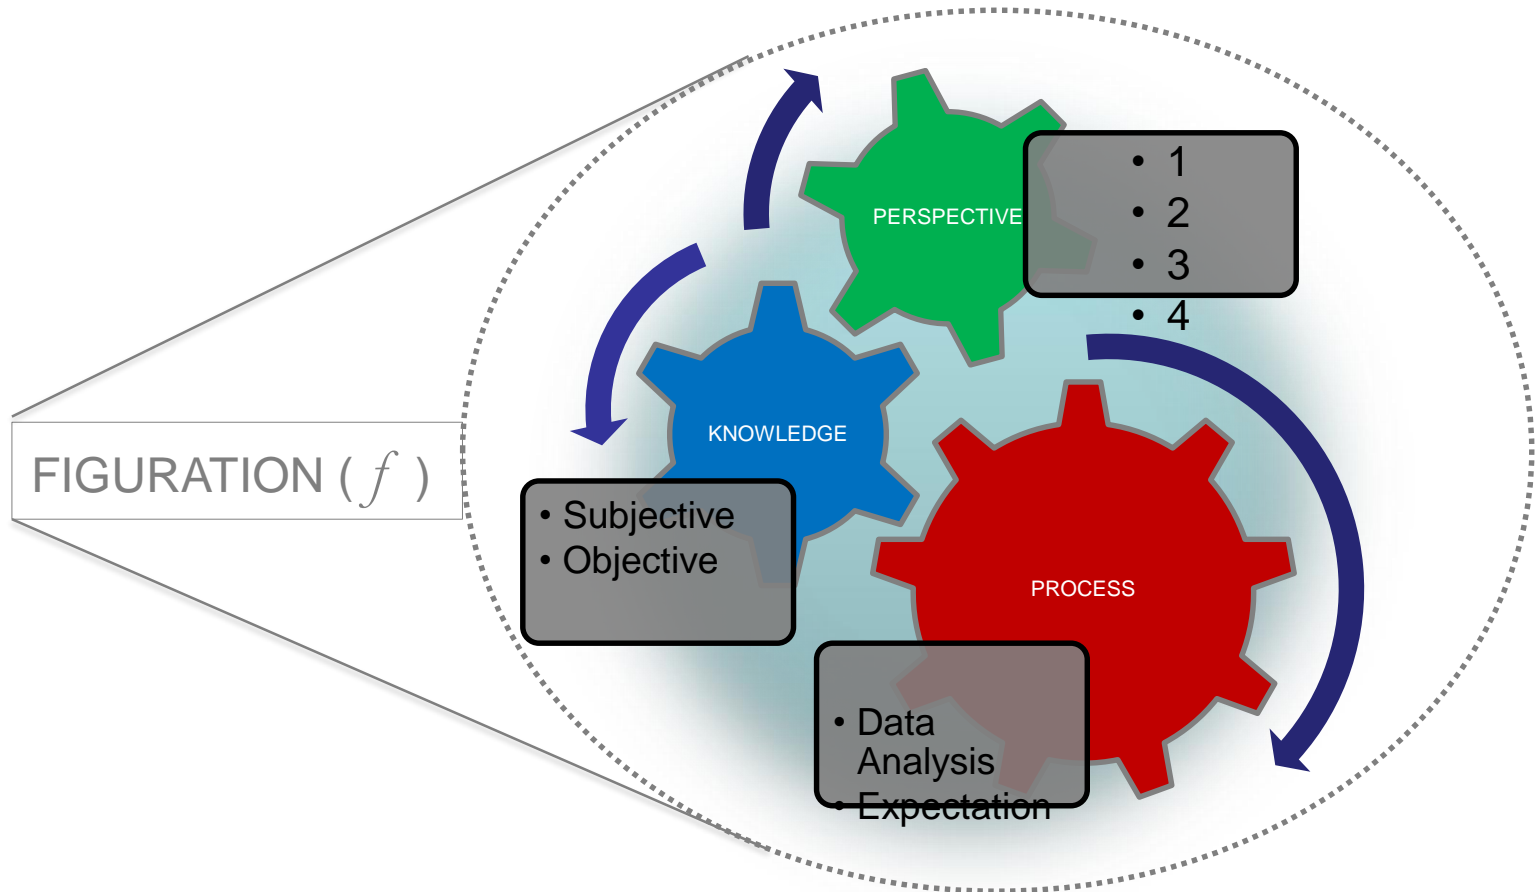 PERSPECTIVE
• 1
• 2
• 3
• 4
KNOWLEDGE
• Subjective
• Objective
FIGURATION ( f )
PROCESS
• Data
Analysis
• Expectation